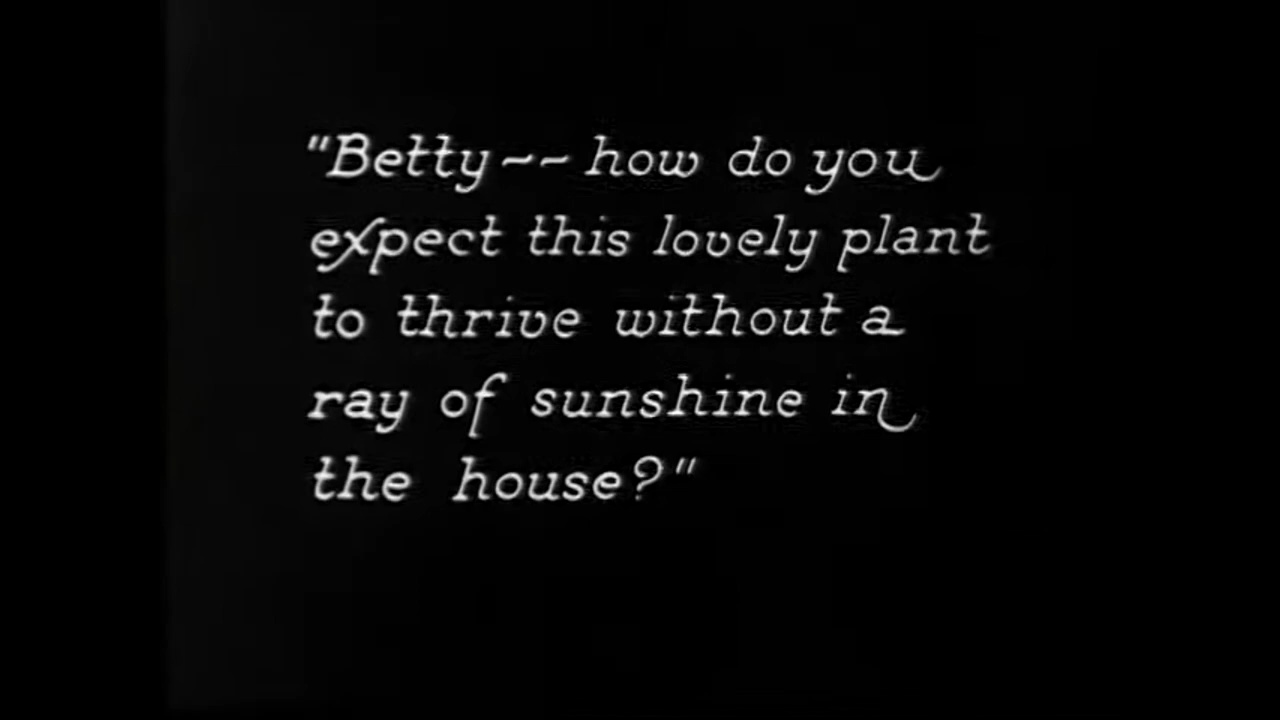 "Betty-- how do you
expect this lovely plant
to thrive without a
ray of sunshine in
the house?"